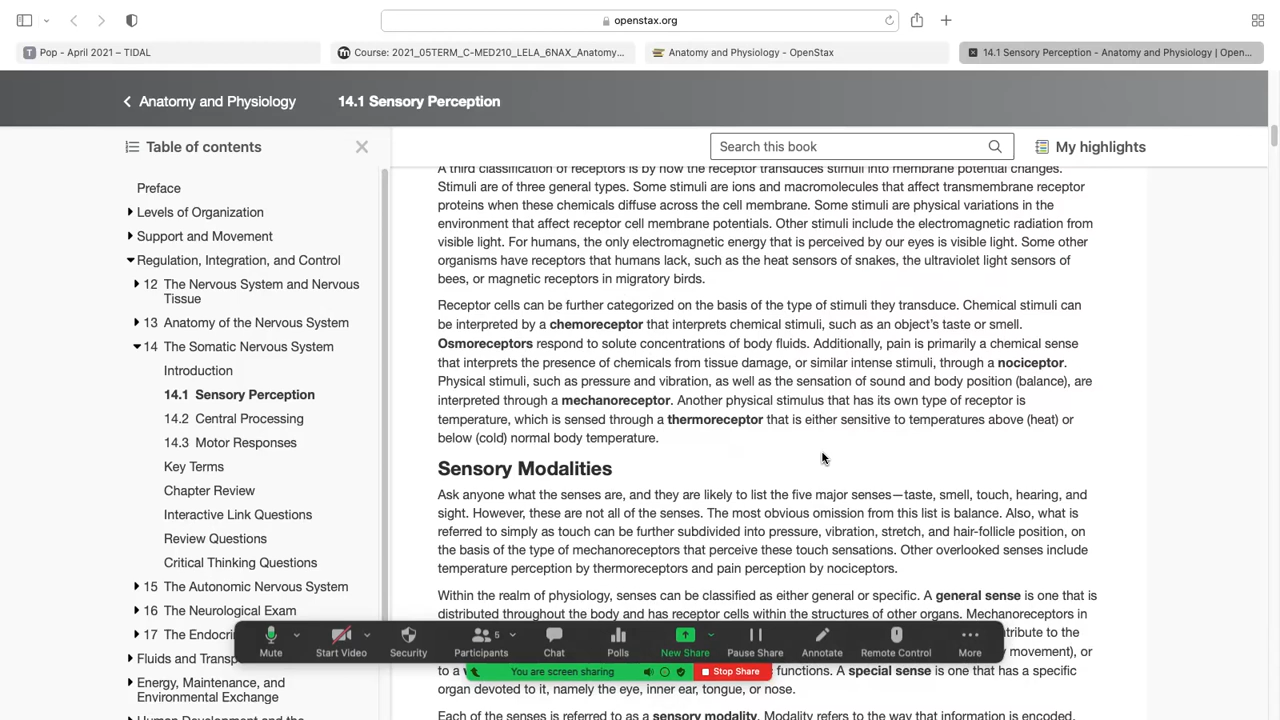 openstax.org
T Pop - April 2021 – TIDAL
Course: 2021_05TERM_C-MED210_LELA_6NAX_Anatomy...
Anatomy and Physiology - OpenStax
14.1 Sensory Perception - Anatomy and Physiology | Open...
Anatomy and Physiology
14.1 Sensory Perception
Table of contents
Search this book
My highlights
Preface
Levels of Organization
Support and Movement
Regulation, Integration, and Control
12 The Nervous System and Nervous
Tissue
13 Anatomy of the Nervous System
14 The Somatic Nervous System
Introduction
14.1 Sensory Perception
14.2 Central Processing
14.3 Motor Responses
Key Terms
Chapter Review
Interactive Link Questions
Review Questions
Critical Thinking Questions
15 The Autonomic Nervous System
16 The Neurological Exam
17 The Endocri
Fluids and Transp
Energy, Maintenance, and
Environmental Exchange
Human Development and the
A third classification of receptors is by how the receptor transduces stimuli into membrane potential changes.
Stimuli are of three general types. Some stimuli are ions and macromolecules that affect transmembrane receptor
proteins when these chemicals diffuse across the cell membrane. Some stimuli are physical variations in the
environment that affect receptor cell membrane potentials. Other stimuli include the electromagnetic radiation from
visible light. For humans, the only electromagnetic energy that is perceived by our eyes is visible light. Some other
organisms have receptors that humans lack, such as the heat sensors of snakes, the ultraviolet light sensors of
bees, or magnetic receptors in migratory birds.
Receptor cells can be further categorized on the basis of the type of stimuli they transduce. Chemical stimuli can
be interpreted by a chemoreceptor that interprets chemical stimuli, such as an object's taste or smell.
Osmoreceptors respond to solute concentrations of body fluids. Additionally, pain is primarily a chemical sense
that interprets the presence of chemicals from tissue damage, or similar intense stimuli, through a nociceptor.
Physical stimuli, such as pressure and vibration, as well as the sensation of sound and body position (balance), are
interpreted through a mechanoreceptor. Another physical stimulus that has its own type of receptor is
temperature, which is sensed through a thermoreceptor that is either sensitive to temperatures above (heat) or
below (cold) normal body temperature.
Sensory Modalities
Ask anyone what the senses are, and they are likely to list the five major senses—taste, smell, touch, hearing, and
sight. However, these are not all of the senses. The most obvious omission from this list is balance. Also, what is
referred to simply as touch can be further subdivided into pressure, vibration, stretch, and hair-follicle position, on
the basis of the type of mechanoreceptors that perceive these touch sensations. Other overlooked senses include
temperature perception by thermoreceptors and pain perception by nociceptors.
Within the realm of physiology, senses can be classified as either general or specific. A general sense is one that is
distributed throughout the body and has receptor cells within the structures of other organs. Mechanoreceptors in
ntribute to the
movement), or
to a v functions. A special sense is one that has a specific
organ devoted to it, namely the eye, inner ear, tongue, or nose.
Each of the senses is referred to as a sensory modality. Modality refers to the way that information is encoded,
Mute
Start Video
Security
5
Participants
Chat
Polls
New Share
Pause Share
Annotate
Remote Control
More
You are screen sharing
Stop Share